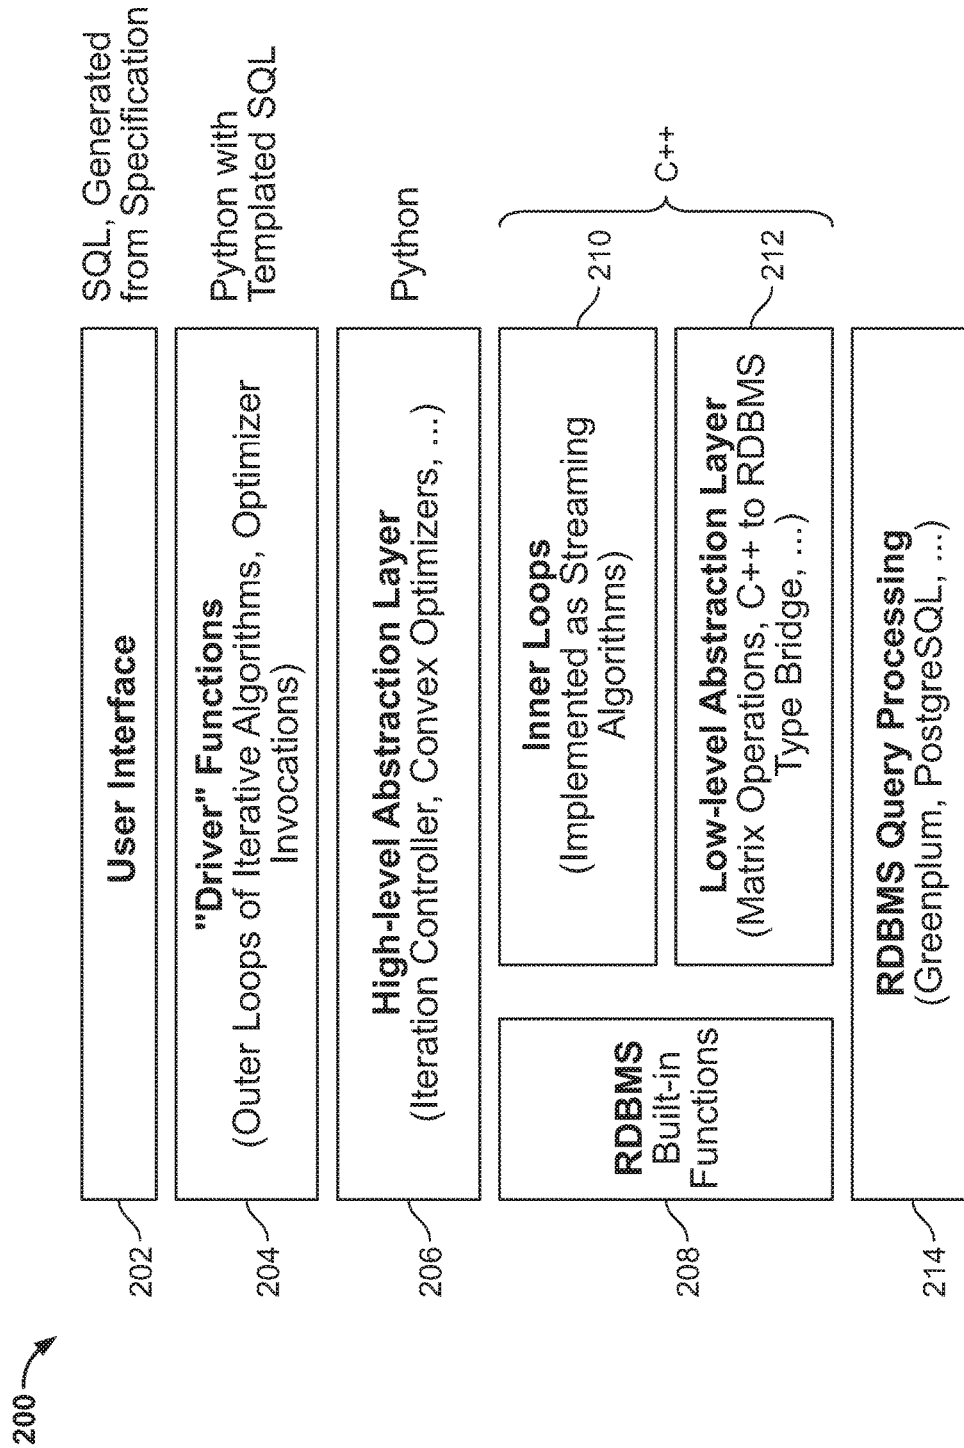 200
202
User Interface
SQL, Generated
from Specification
204
"Driver" Functions
(Outer Loops of Iterative Algorithms, Optimizer
Invocations)
Python with
Templated SQL
206
High-level Abstraction Layer
(Iteration Controller, Convex Optimizers, ...)
Python
208
RDBMS
Built-in
Functions
Inner Loops
(Implemented as Streaming
Algorithms)
210
Low-level Abstraction Layer
(Matrix Operations, C++ to RDBMS
Type Bridge, ...)
212
C++
214
RDBMS Query Processing
(Greenplum, PostgreSQL, ...)